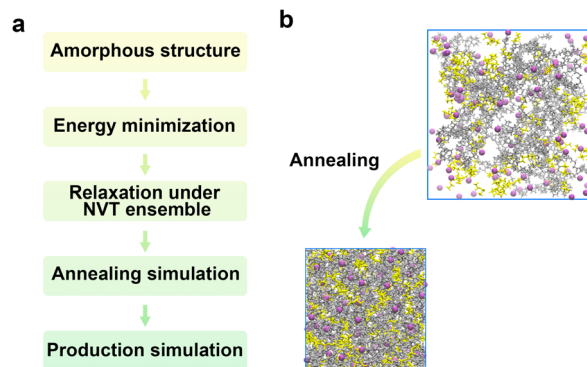 a
Amorphous structure
Energy minimization
Relaxation under
NVT ensemble
Annealing simulation
Production simulation
b
Annealing